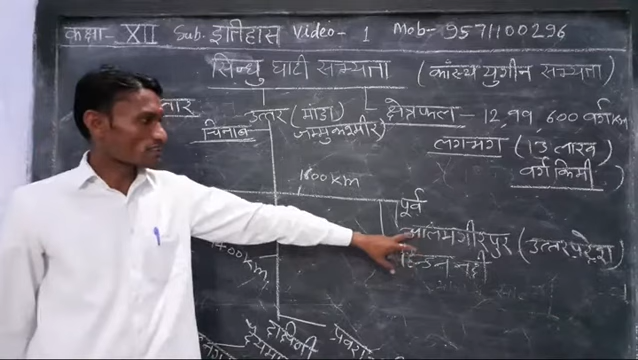 कक्षा- XII Sub. इतिहास Video- 1 Mob- 9571100296
सिन्धु घाटी सभ्यता (काँस्य युगीन सभ्यता)
उत्तर (मांडा) क्षेत्रफल - 12,99,600 वर्ग Km
चिनाब जम्मुकश्मीर)
लगभग (13 लाख
वर्ग किमी)
1600 Km
पूर्व
आलमगीरपुर (उत्तरप्रदेश)
हिंडन नदी
1400 Km